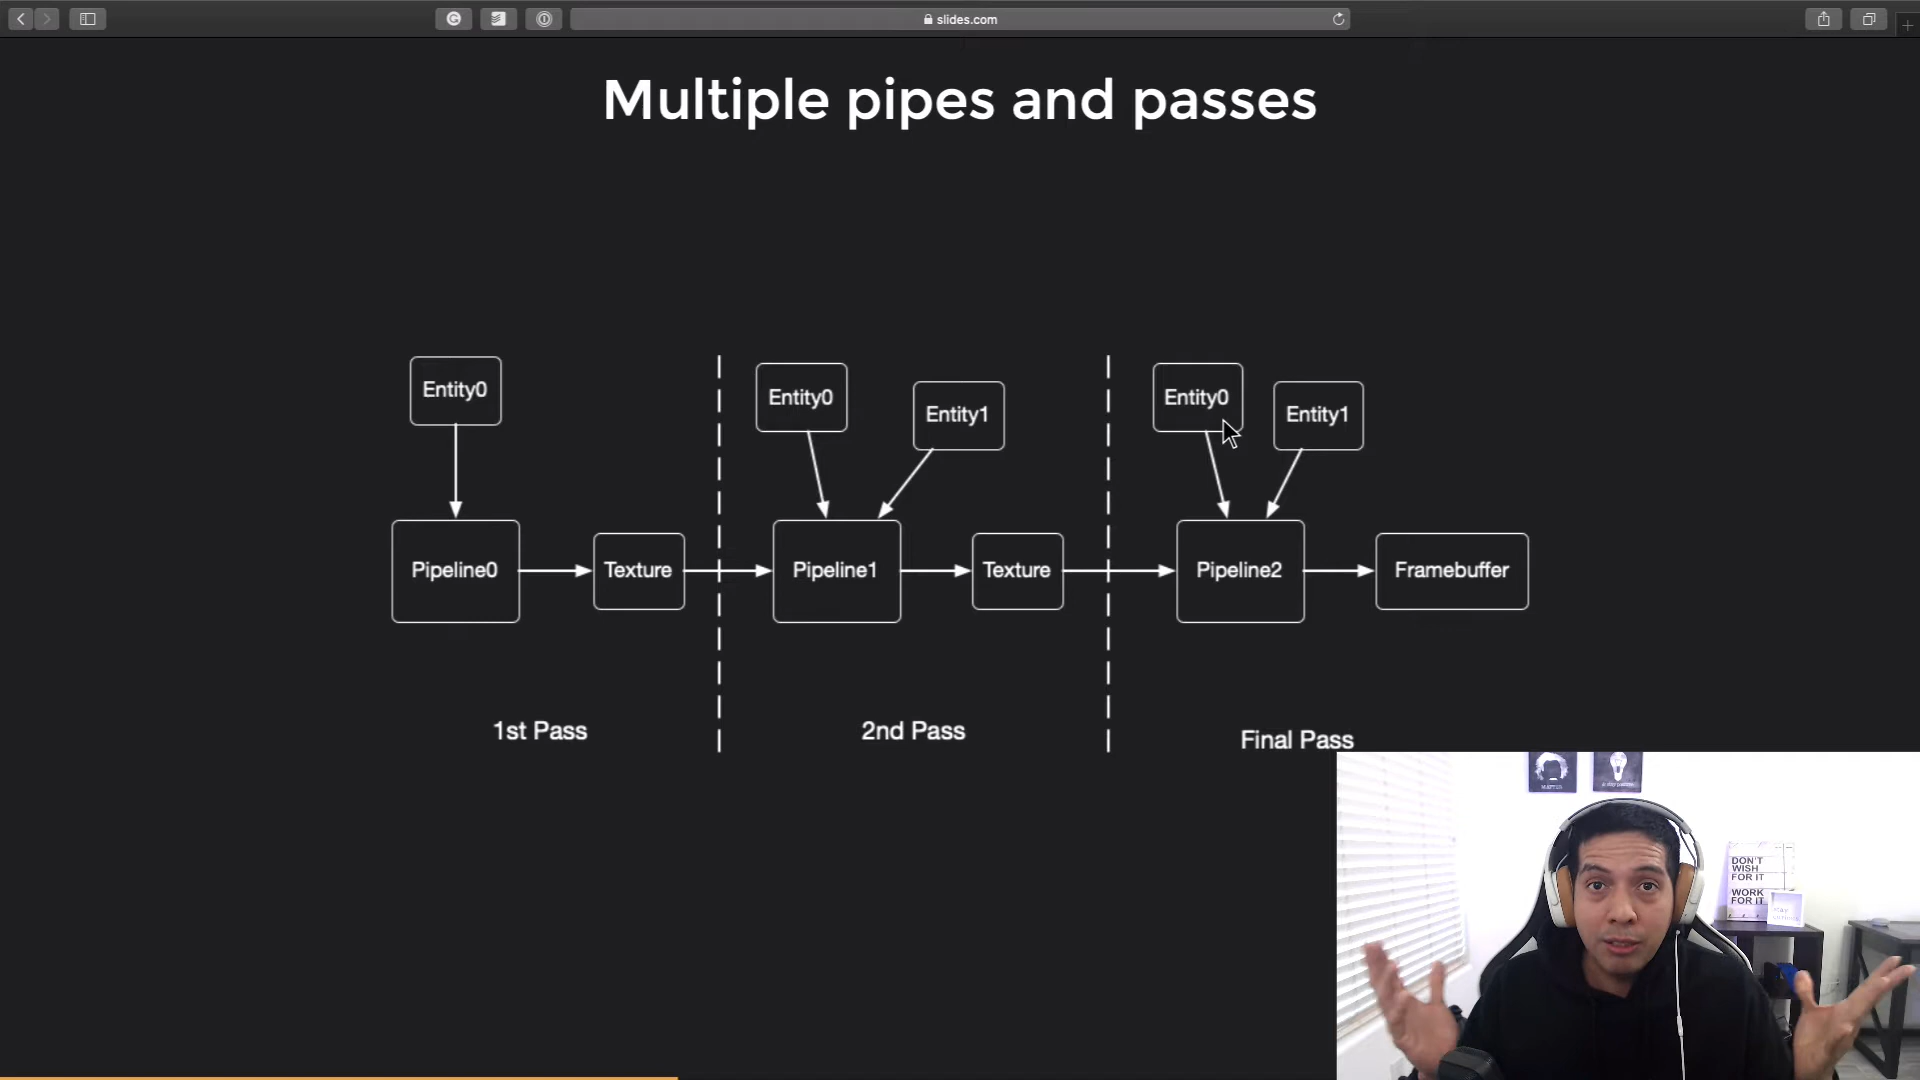 slides.com
Multiple pipes and passes
Entity0
Entity0
Entity1
Entity0
Entity1
Pipeline0
Texture
Pipeline1
Texture
Pipeline2
Framebuffer
1st Pass
2nd Pass
Final Pass
DON'T
WISH
FOR IT
WORK
FOR IT